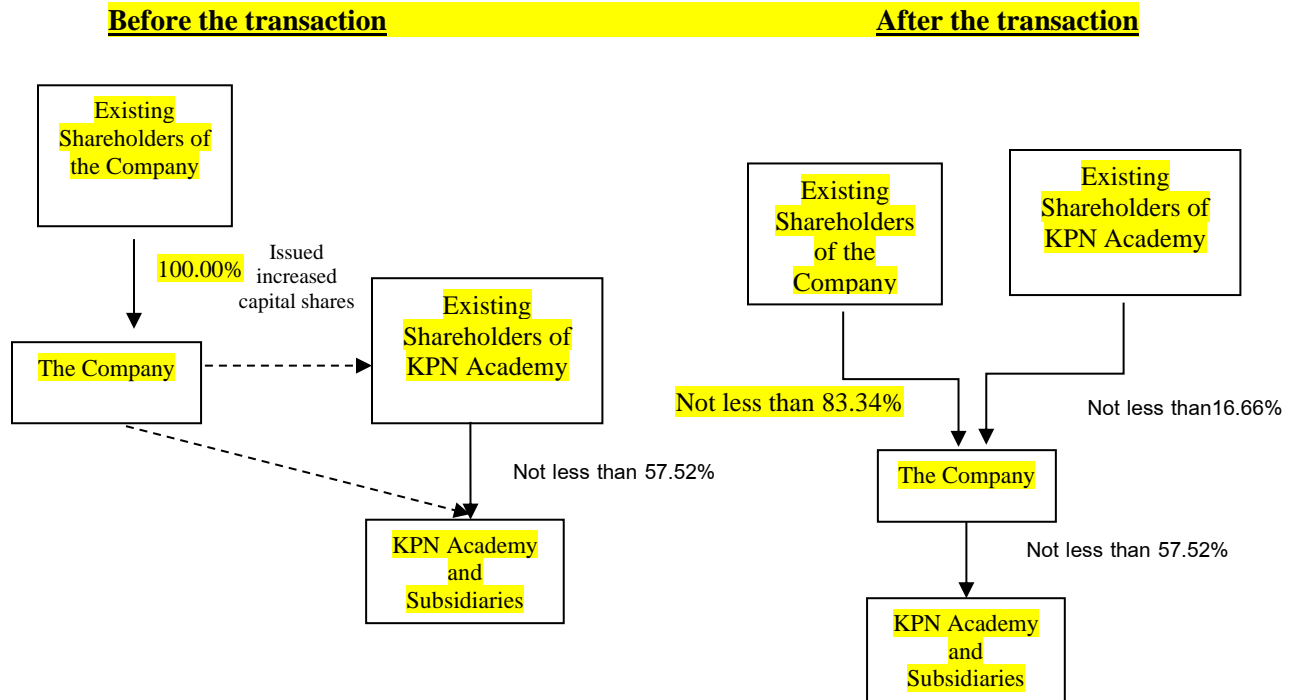 Before the transaction
After the transaction
Existing
Shareholders of
the Company
100.00%
Issued
increased
capital shares
The Company
Existing
Shareholders of
KPN Academy
Not less than 57.52%
KPN Academy
and
Subsidiaries
Existing
Shareholders
of the
Company
Existing
Shareholders of
KPN Academy
Not less than 83.34%
Not less than16.66%
The Company
Not less than 57.52%
KPN Academy
and
Subsidiaries